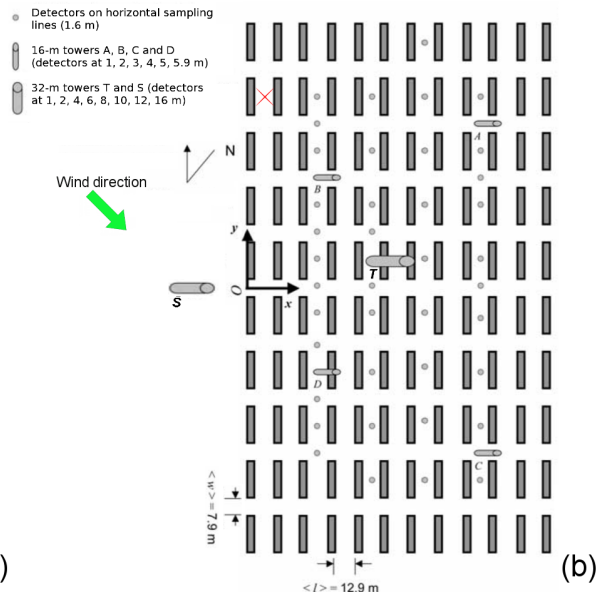 Detectors on horizontal sampling
lines (1.6 m)
16-m towers A, B, C and D
(detectors at 1, 2, 3, 4, 5, 5.9 m)
32-m towers T and S (detectors
at 1, 2, 4, 6, 8, 10, 12, 16 m)
N
Wind direction
A
B
y
T
S
O
x
D
C
<w> = 7.9 m
<l> = 12.9 m
)
(b)